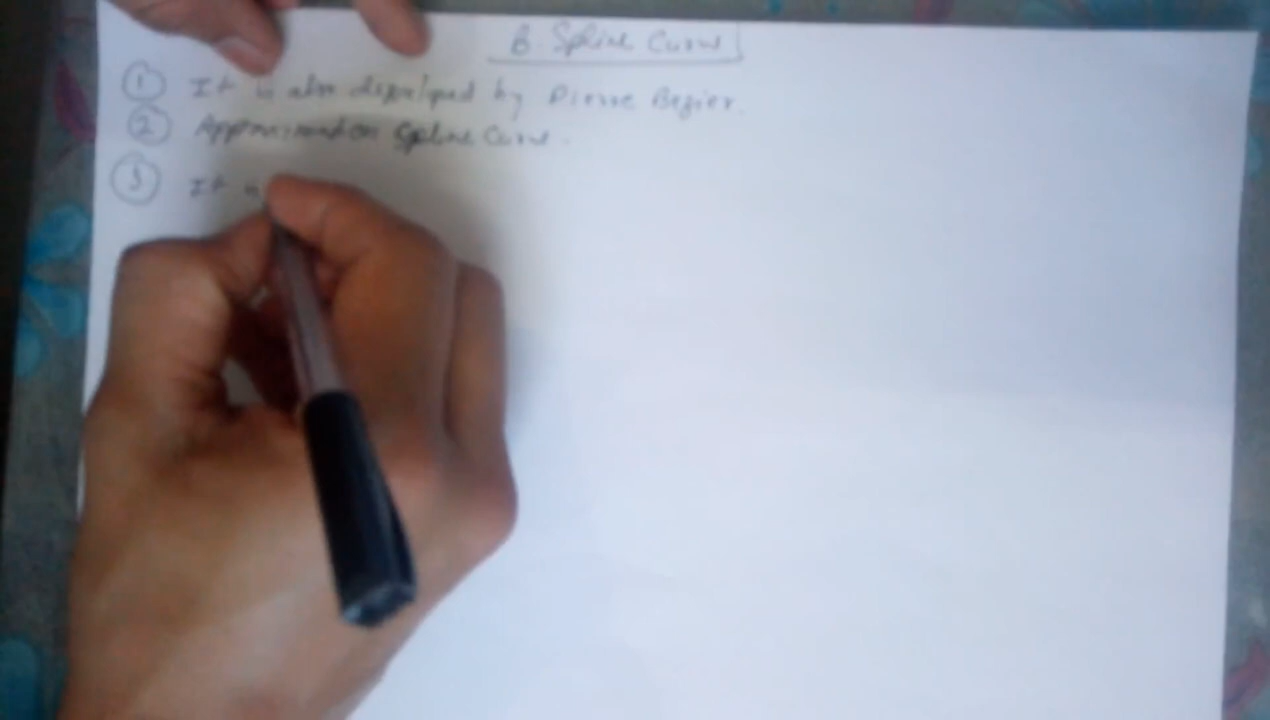 B-Spline Curve
① It is also developed by Pierre Bezier.
② Approximation Spline Curve.
③ It